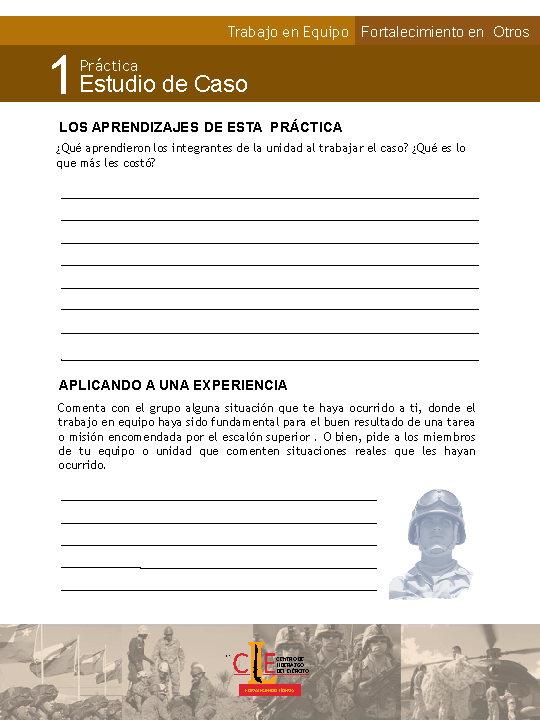 Trabajo en Equipo Fortalecimiento en Otros
1 Práctica
Estudio de Caso
LOS APRENDIZAJES DE ESTA PRÁCTICA
¿Qué aprendieron los integrantes de la unidad al trabajar el caso? ¿Qué es lo
que más les costó?
APLICANDO A UNA EXPERIENCIA
Comenta con el grupo alguna situación que te haya ocurrido a ti, donde el
trabajo en equipo haya sido fundamental para el buen resultado de una tarea
o misión encomendada por el escalón superior . O bien, pide a los miembros
de tu equipo o unidad que comenten situaciones reales que les hayan
ocurrido.
CLE
CENTRO DE
LIDERAZGO
DEL EJÉRCITO